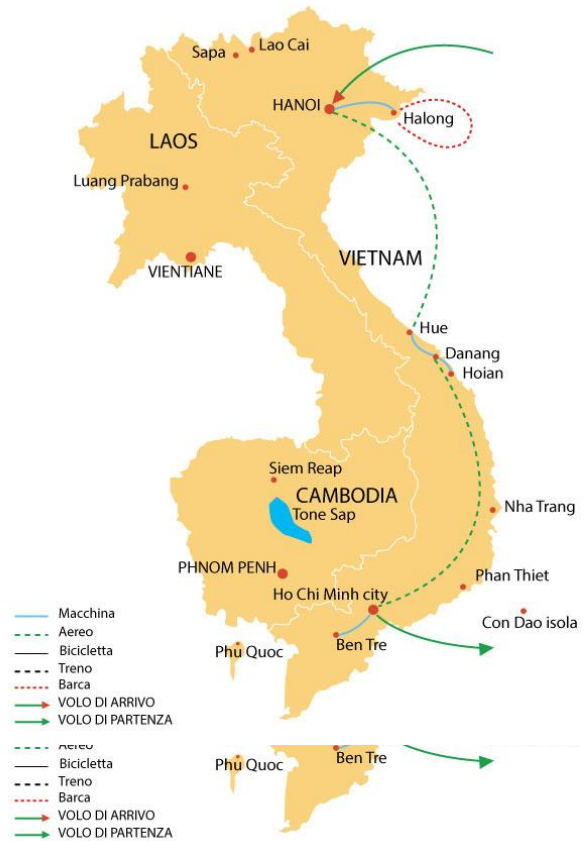 Sapa
Lao Cai
HANOI
Halong
LAOS
Luang Prabang
VIETNAM
VIENTIANE
Hue
Danang
Hoian
Siem Reap
CAMBODIA
Tone Sap
Nha Trang
PHNOM PENH
Phan Thiet
Ho Chi Minh city
Con Dao isola
Ben Tre
Phu Quoc
Macchina
Aereo
Bicicletta
Treno
Barca
VOLO DI ARRIVO
VOLO DI PARTENZA
Aereo
Ben Tre
Phu Quoc
Bicicletta
Treno
Barca
VOLO DI ARRIVO
VOLO DI PARTENZA